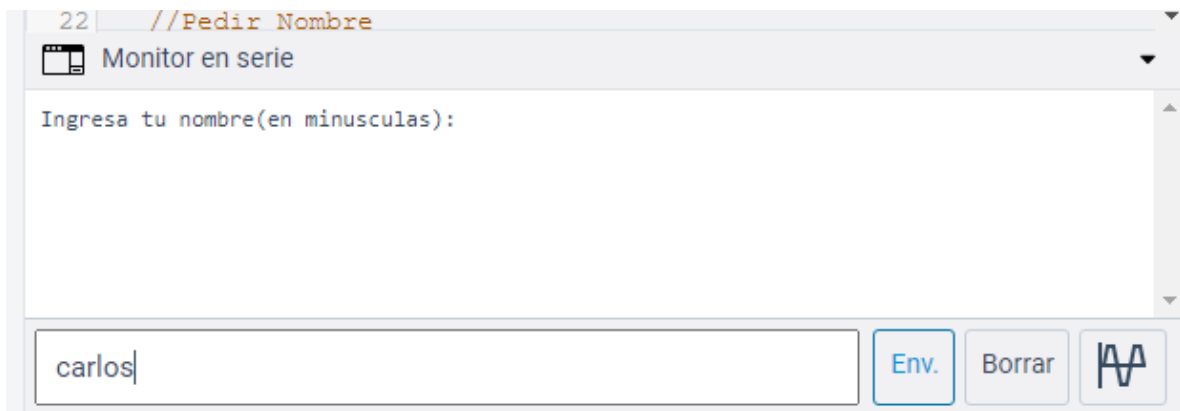 22 //Pedir Nombre
Monitor en serie
Ingresa tu nombre(en minusculas):
carlos
Env.
Borrar